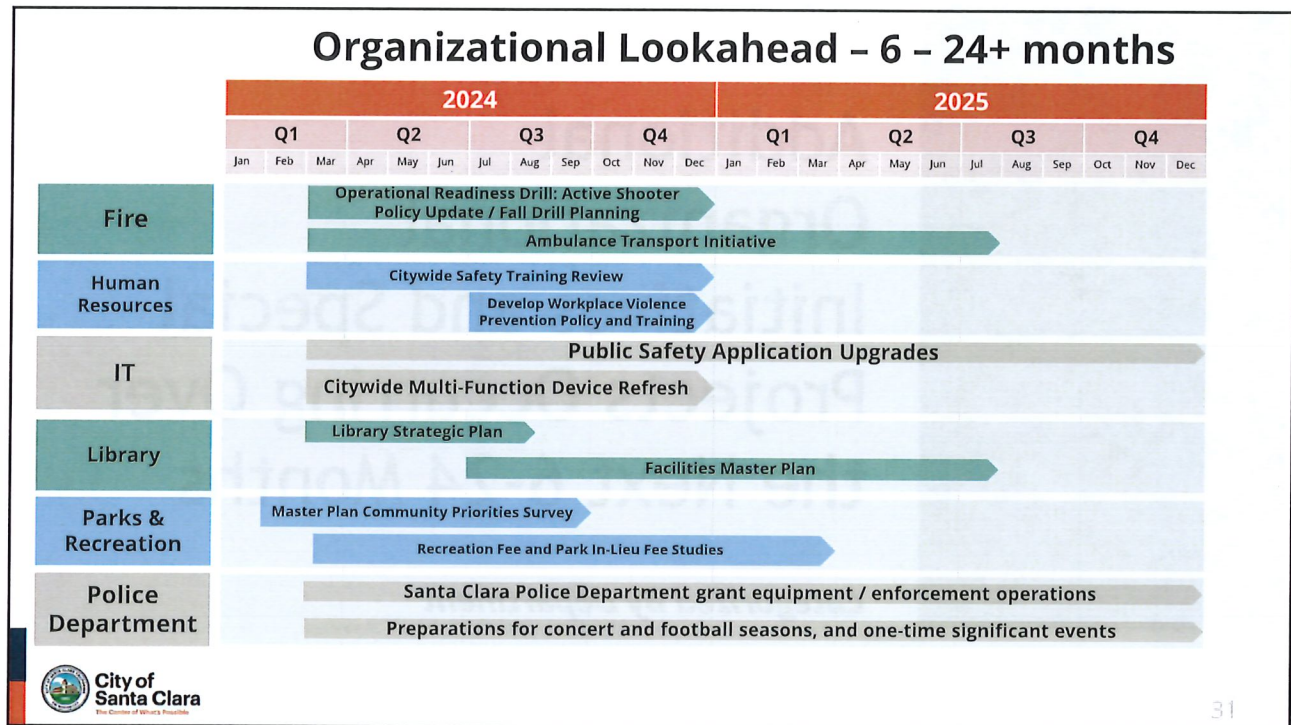 Organizational Lookahead – 6 – 24+ months
2024 2025
Q1 Q2 Q3 Q4 Q1 Q2 Q3 Q4
Jan Feb Mar Apr May Jun Jul Aug Sep Oct Nov Dec Jan Feb Mar Apr May Jun Jul Aug Sep Oct Nov Dec
Fire
Operational Readiness Drill: Active Shooter
Policy Update / Fall Drill Planning
Ambulance Transport Initiative
Human
Resources
Citywide Safety Training Review
Develop Workplace Violence
Prevention Policy and Training
IT
Public Safety Application Upgrades
Citywide Multi-Function Device Refresh
Library
Library Strategic Plan
Facilities Master Plan
Parks &
Recreation
Master Plan Community Priorities Survey
Recreation Fee and Park In-Lieu Fee Studies
Police
Department
Santa Clara Police Department grant equipment / enforcement operations
Preparations for concert and football seasons, and one-time significant events
City of
Santa Clara
The Center of What's Possible
31